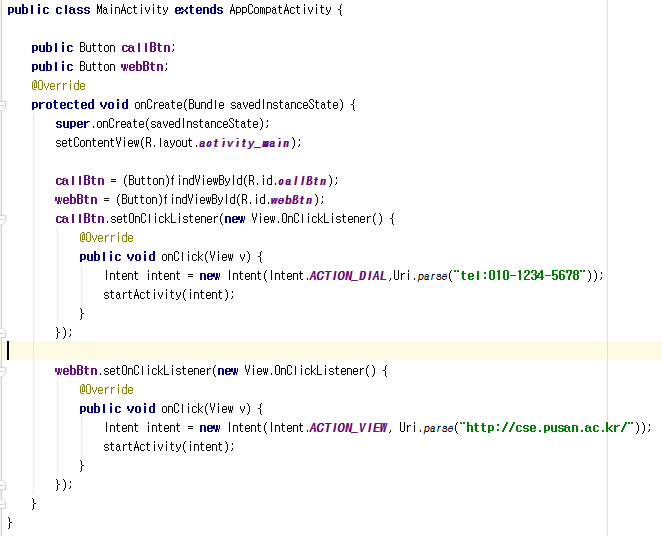 public class MainActivity extends AppCompatActivity {
public Button callBtn;
public Button webBtn;
@Override
protected void onCreate(Bundle savedInstanceState) {
super.onCreate(savedInstanceState);
setContentView(R.layout.activity_main);
callBtn = (Button)findViewById(R.id.callBtn);
webBtn = (Button)findViewById(R.id.webBtn);
callBtn.setOnClickListener(new View.OnClickListener() {
@Override
public void onClick(View v) {
Intent intent = new Intent(Intent.ACTION_DIAL,Uri.parse("tel:010-1234-5678"));
startActivity(intent);
}
});
webBtn.setOnClickListener(new View.OnClickListener() {
@Override
public void onClick(View v) {
Intent intent = new Intent(Intent.ACTION_VIEW, Uri.parse("http://cse.pusan.ac.kr/"));
startActivity(intent);
}
});
}
}